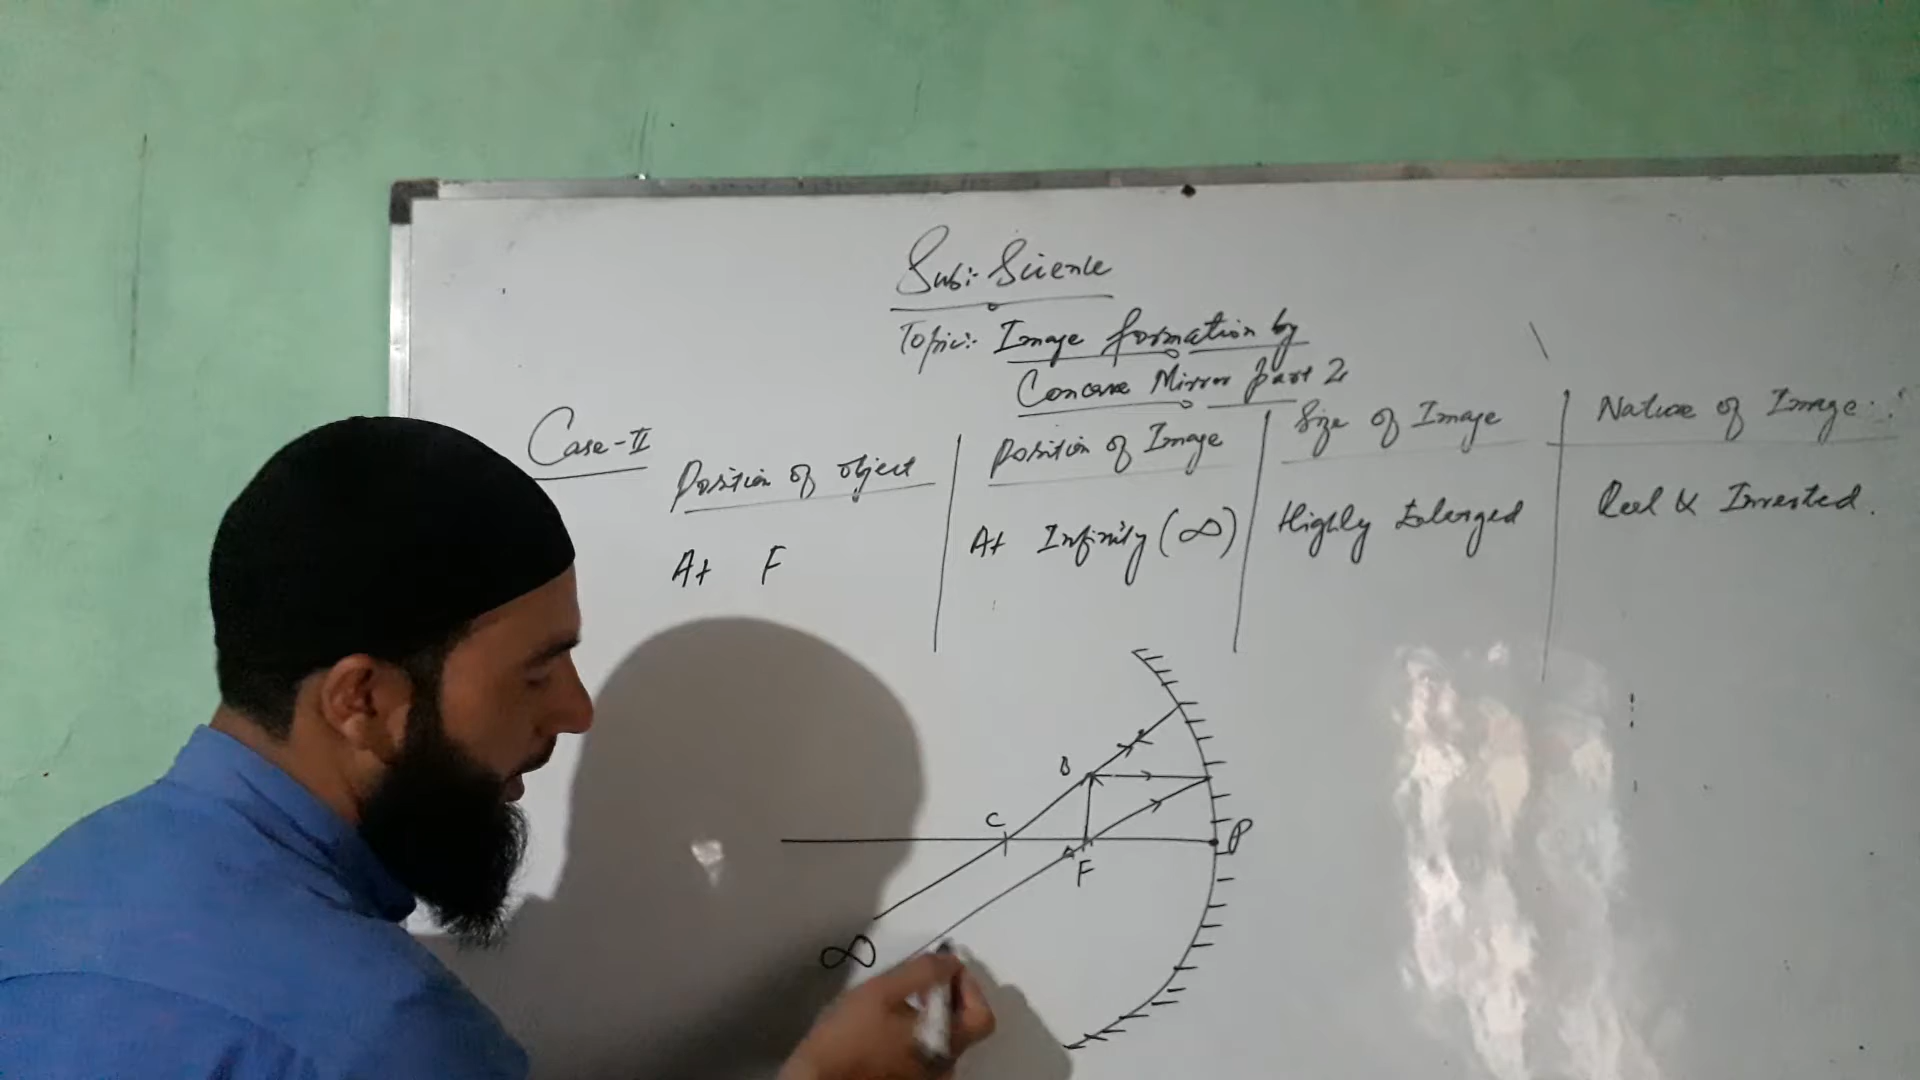 Sub:- Science
Topic:- Image formation by
Concave Mirror part 2
Case-II
Position of object
Position of Image
Size of Image
Nature of Image:
At F
At Infinity (∞)
Highly Enlarged
Real & Inverted.
B
C
F
P
∞